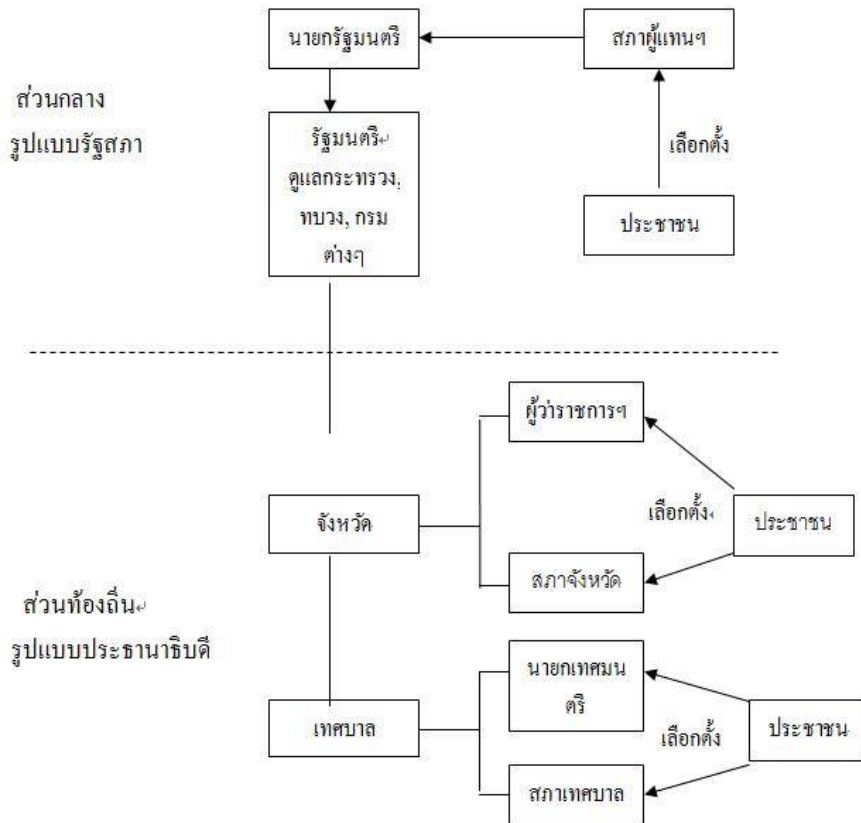 นายกรัฐมนตรี
สภาผู้แทนฯ
ส่วนกลาง
รูปแบบรัฐสภา
รัฐมนตรี
ดูแลกระทรวง,
ทบวง, กรม
ต่างๆ
เลือกตั้ง
ประชาชน
ผู้ว่าราชการฯ
จังหวัด
เลือกตั้ง
ประชาชน
สภาจังหวัด
ส่วนท้องถิ่น
รูปแบบประธานาธิบดี
นายกเทศมน
ตรี
เทศบาล
เลือกตั้ง
ประชาชน
สภาเทศบาล